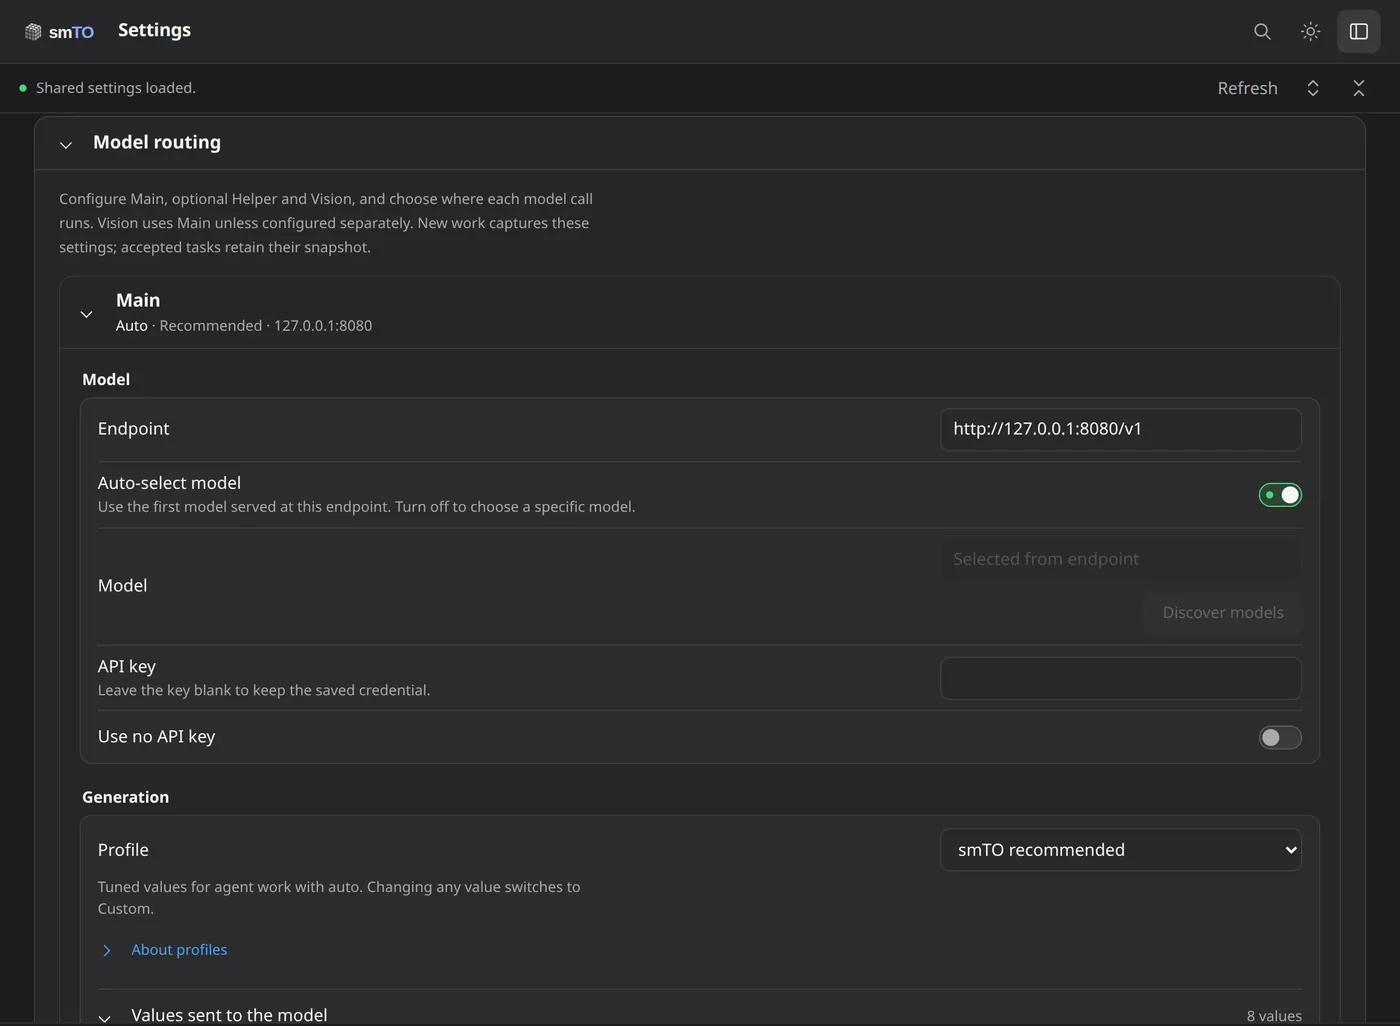 smTO Settings
Shared settings loaded. Refresh
Model routing
Configure Main, optional Helper and Vision, and choose where each model call
runs. Vision uses Main unless configured separately. New work captures these
settings; accepted tasks retain their snapshot.
Main
Auto · Recommended · 127.0.0.1:8080
Model
Endpoint http://127.0.0.1:8080/v1
Auto-select model
Use the first model served at this endpoint. Turn off to choose a specific model.
Selected from endpoint
Model
Discover models
API key
Leave the key blank to keep the saved credential.
Use no API key
Generation
Profile smTO recommended
Tuned values for agent work with auto. Changing any value switches to
Custom.
About profiles
Values sent to the model 8 values